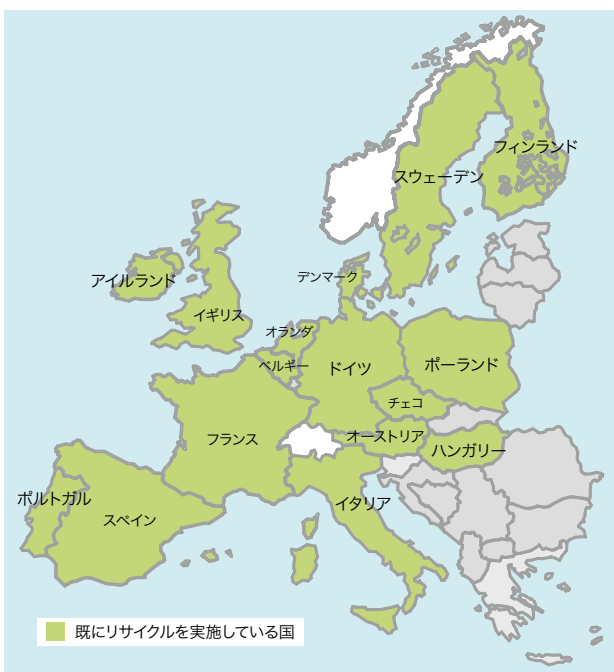 フィンランド
スウェーデン
アイルランド
デンマーク
イギリス
オランダ
ベルギー
ドイツ
ポーランド
チェコ
フランス
オーストリア
ハンガリー
ポルトガル
スペイン
イタリア
既にリサイクルを実施している国